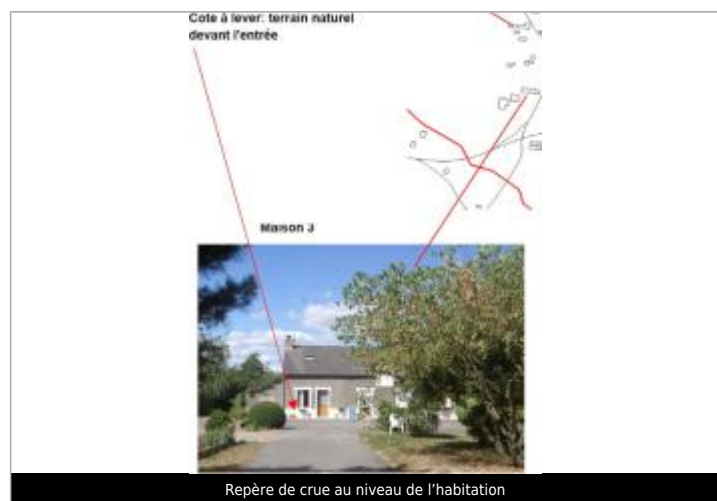 Cote à lever: terrain naturel
devant l'entrée
Maison 3
Repère de crue au niveau de l'habitation